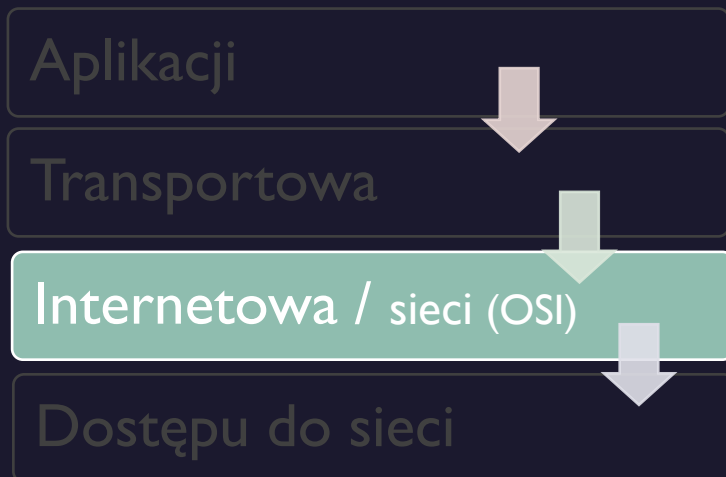 Aplikacji
Transportowa
Internetowa / sieci (OSI)
Dostępu do sieci